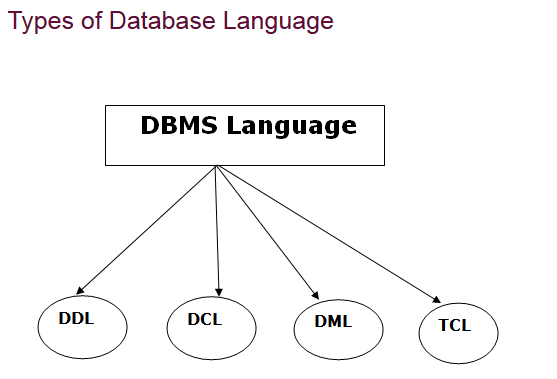 Types of Database Language
DBMS Language
DDL
DCL
DML
TCL